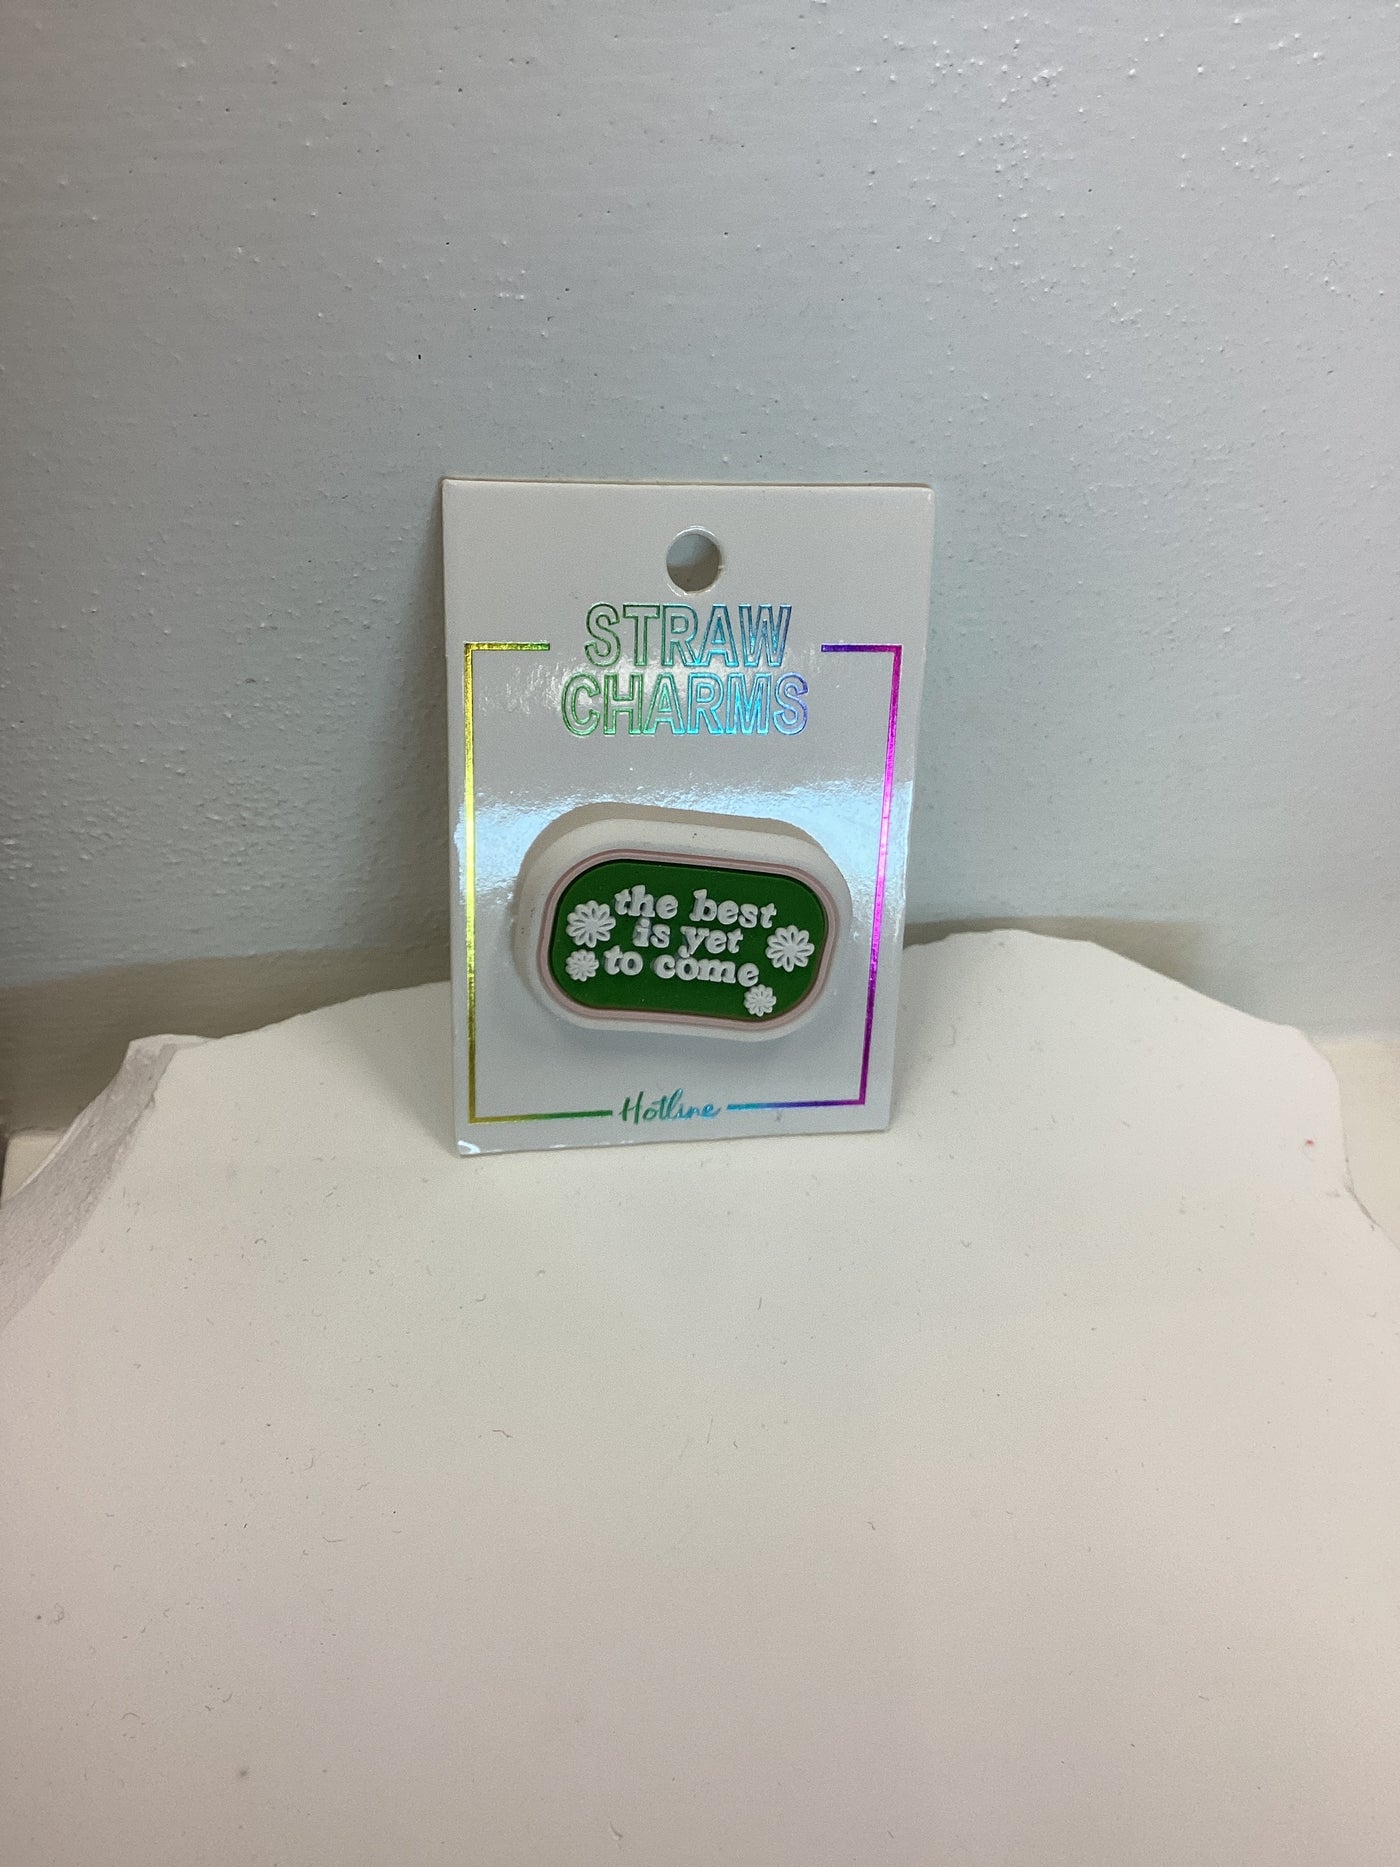 STRAW
CHARMS
the best
is yet
to come
Hotline